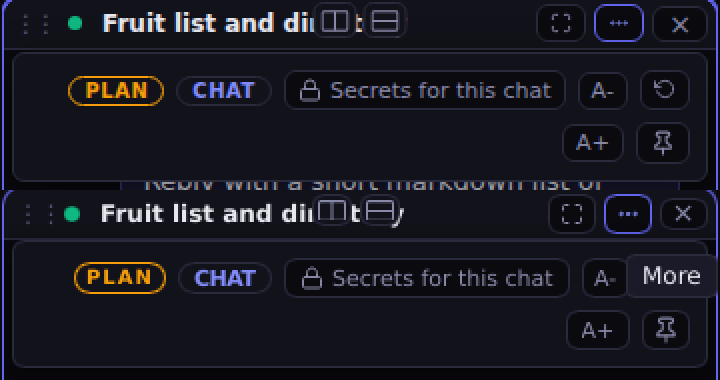 Fruit list and di
PLAN CHAT Secrets for this chat A-
A+
Reply with a short markdown list of
Fruit list and di
PLAN CHAT Secrets for this chat A- More
A+